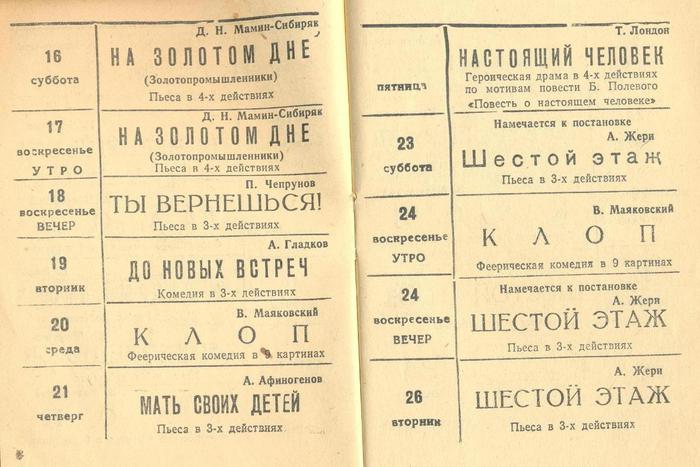 16
суббота
Д. Н. Мамин-Сибиряк
НА ЗОЛОТОМ ДНЕ
(Золотопромышленники)
Пьеса в 4-х действиях
17
воскресенье
УТРО
Д. Н. Мамин-Сибиряк
НА ЗОЛОТОМ ДНЕ
(Золотопромышленники)
Пьеса в 4-х действиях
18
воскресенье
ВЕЧЕР
П. Чепрунов
ТЫ ВЕРНЕШЬСЯ!
Пьеса в 3-х действиях
19
вторник
А. Гладков
ДО НОВЫХ ВСТРЕЧ
Комедия в 3-х действиях
20
среда
В. Маяковский
КЛОП
Феерическая комедия в 9 картинах
21
четверг
А. Афиногенов
МАТЬ СВОИХ ДЕТЕЙ
Пьеса в 3-х действиях
пятница
Т. Лондон
НАСТОЯЩИЙ ЧЕЛОВЕК
Героическая драма в 4-х действиях
по мотивам повести Б. Полевого
«Повесть о настоящем человеке»
23
суббота
Намечается к постановке
А. Жери
Шестой этаж
Пьеса в 3-х действиях
24
воскресенье
УТРО
В. Маяковский
КЛОП
Феерическая комедия в 9 картинах
24
воскресенье
ВЕЧЕР
Намечается к постановке
А. Жери
ШЕСТОЙ ЭТАЖ
Пьеса в 3-х действиях
26
вторник
А. Жери
ШЕСТОЙ ЭТАЖ
Пьеса в 3-х действиях